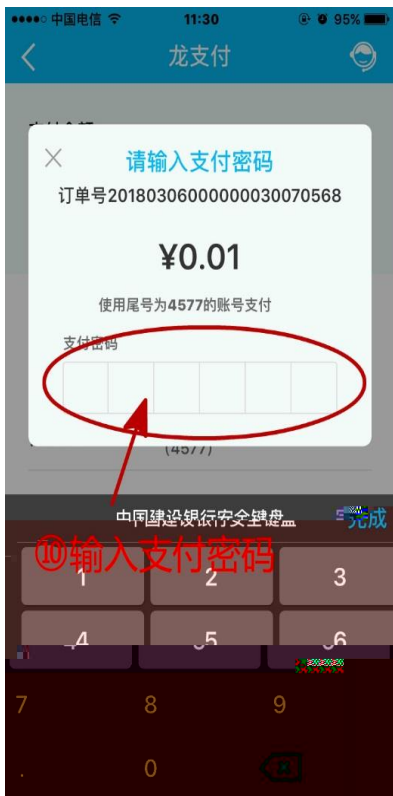 中国电信 11:30 95%
龙支付
请输入支付密码
订单号20180306000000030070568
¥0.01
使用尾号为4577的账号支付
支付密码
(4577)
中国建设银行安全键盘 完成
⑩输入支付密码
1 2 3
4 5 6
7 8 9
. 0